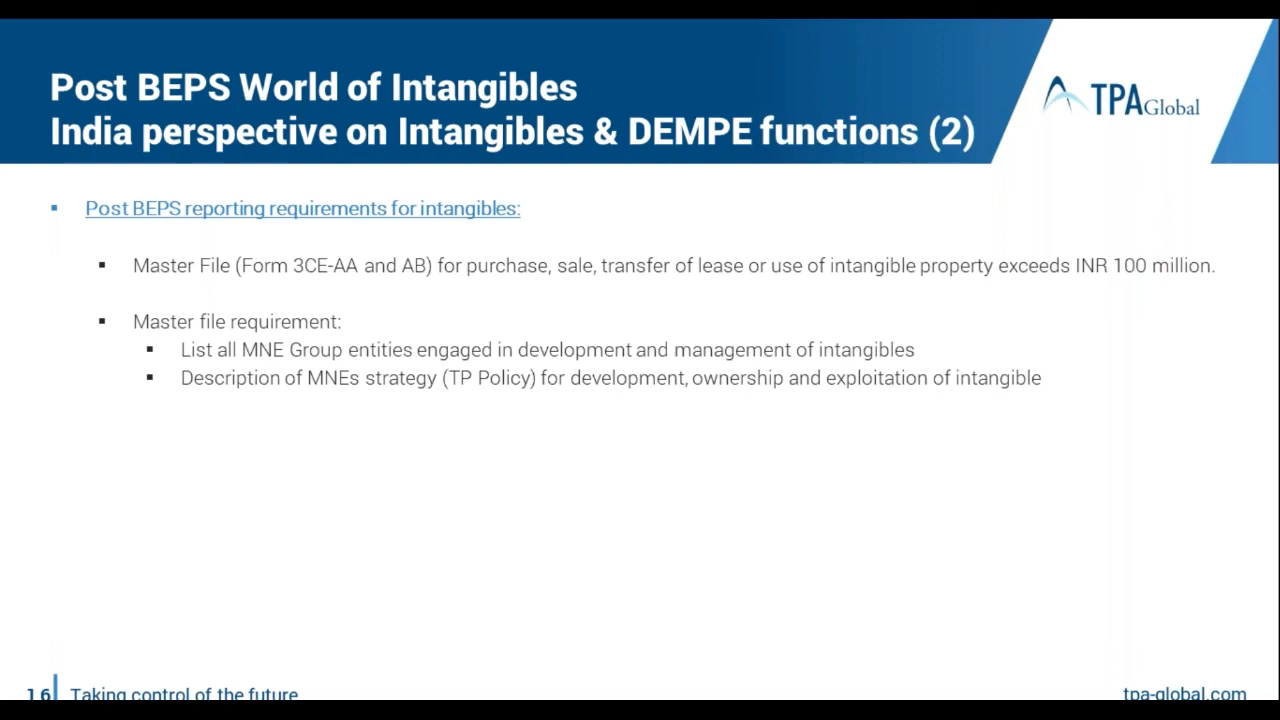 Post BEPS World of Intangibles
India perspective on Intangibles & DEMPE functions (2)
TPA Global
Post BEPS reporting requirements for intangibles:
Master File (Form 3CE-AA and AB) for purchase, sale, transfer of lease or use of intangible property exceeds INR 100 million.
Master file requirement:
List all MNE Group entities engaged in development and management of intangibles
Description of MNEs strategy (TP Policy) for development, ownership and exploitation of intangible
16 Taking control of the future
tpa-global.com